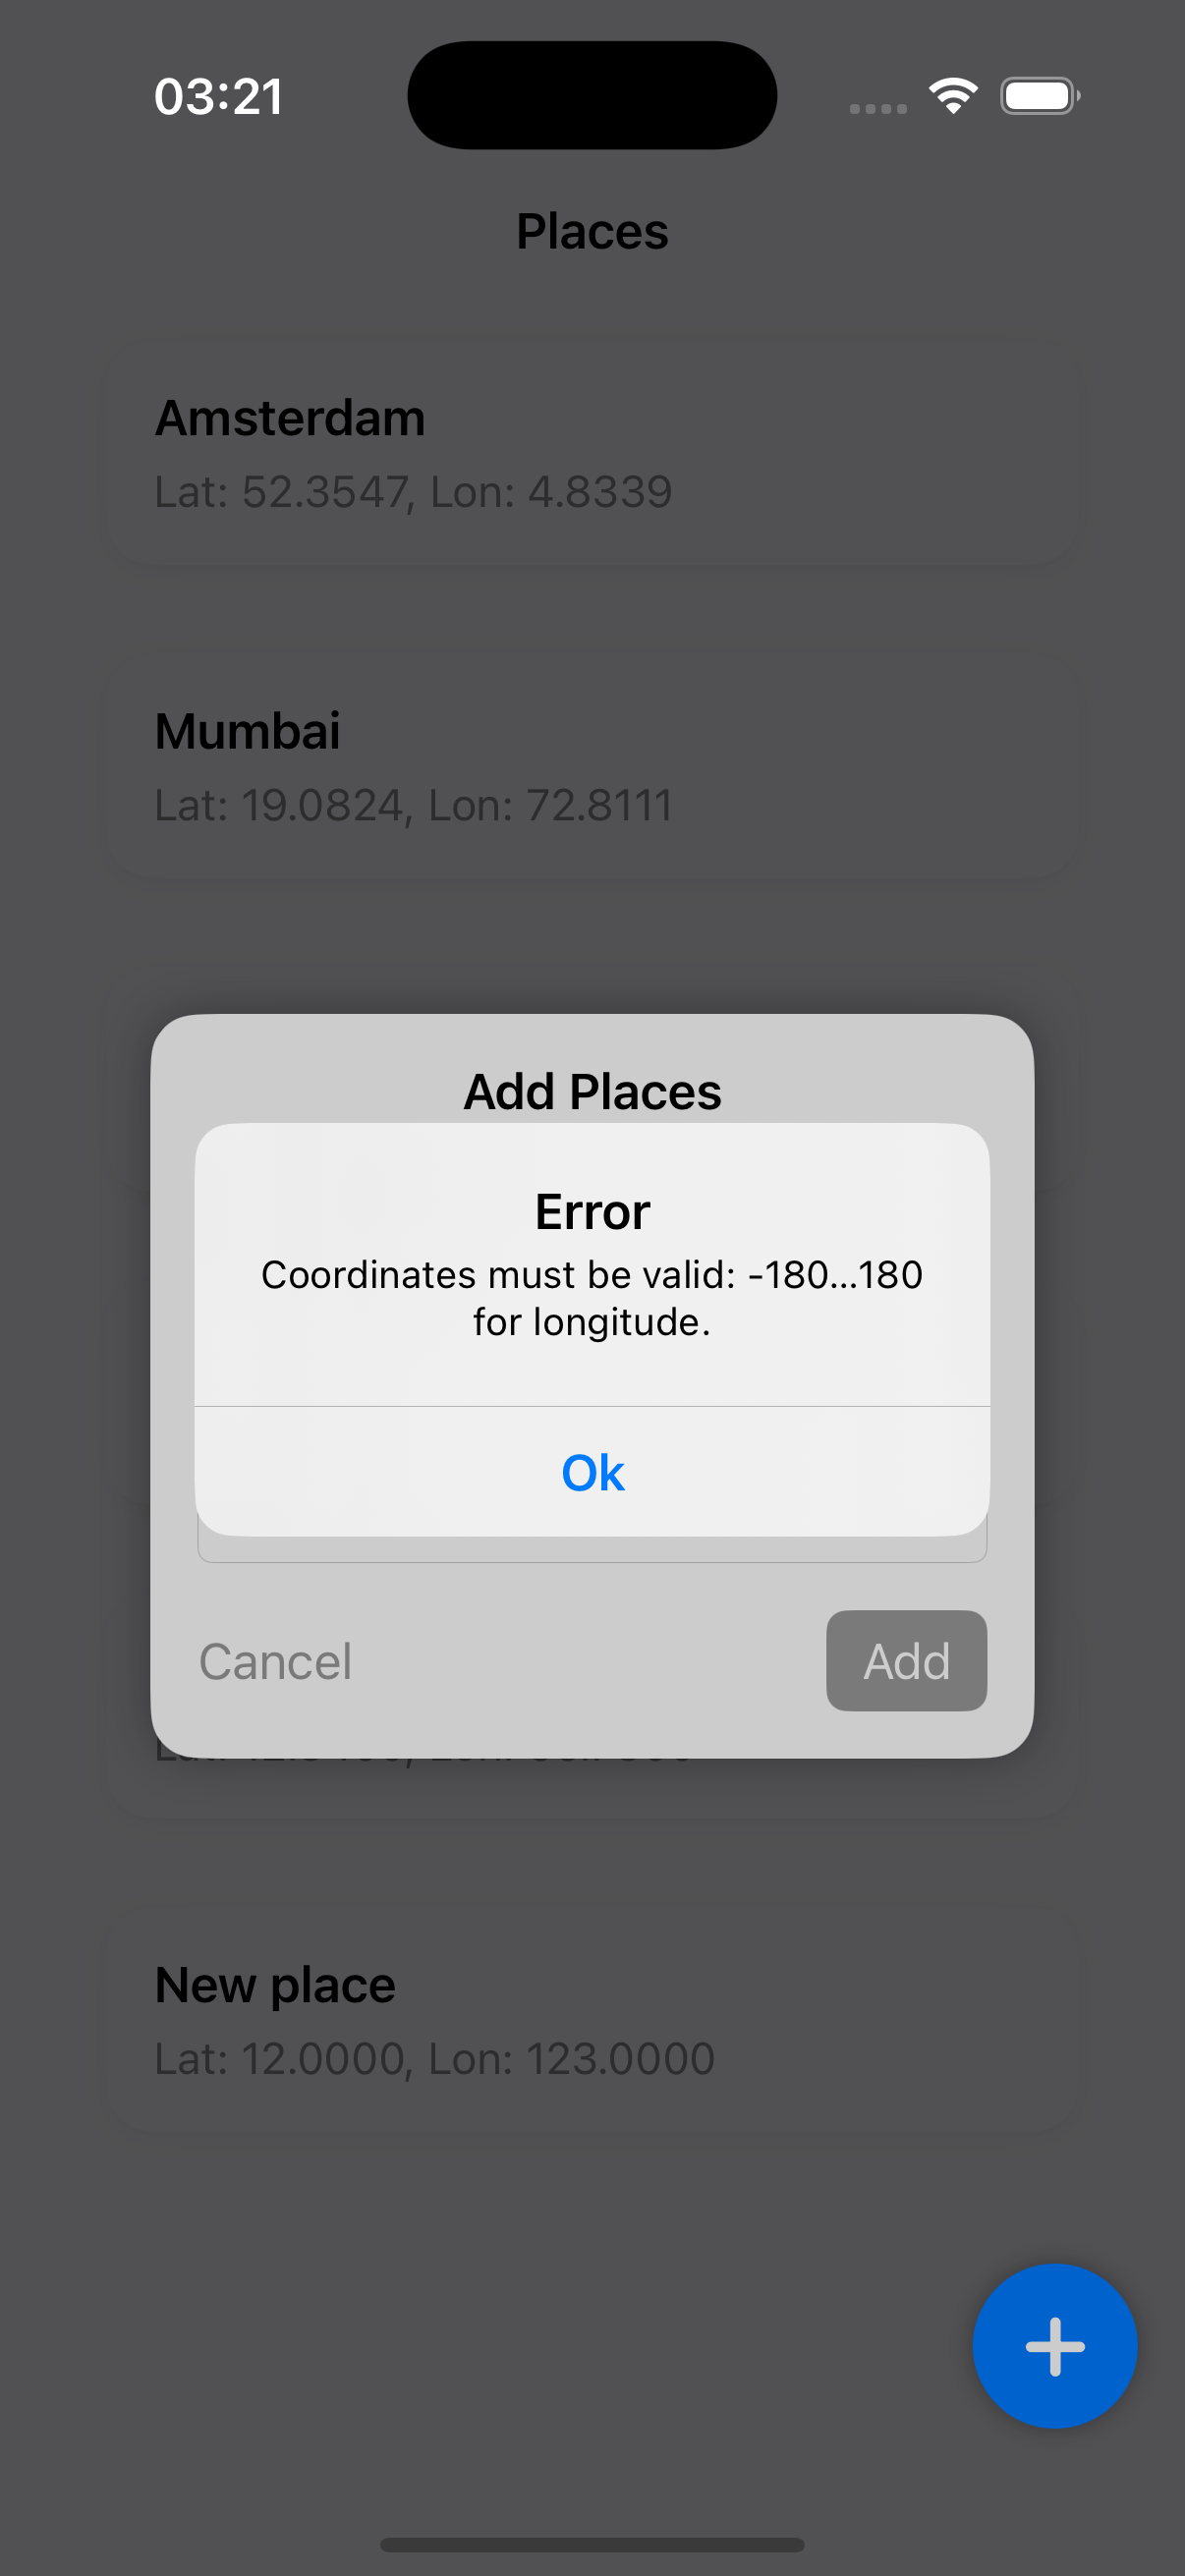 03:21
Places
Amsterdam
Lat: 52.3547, Lon: 4.8339
Mumbai
Lat: 19.0824, Lon: 72.8111
Add Places
Error
Coordinates must be valid: -180...180
for longitude.
Ok
Cancel
Add
New place
Lat: 12.0000, Lon: 123.0000